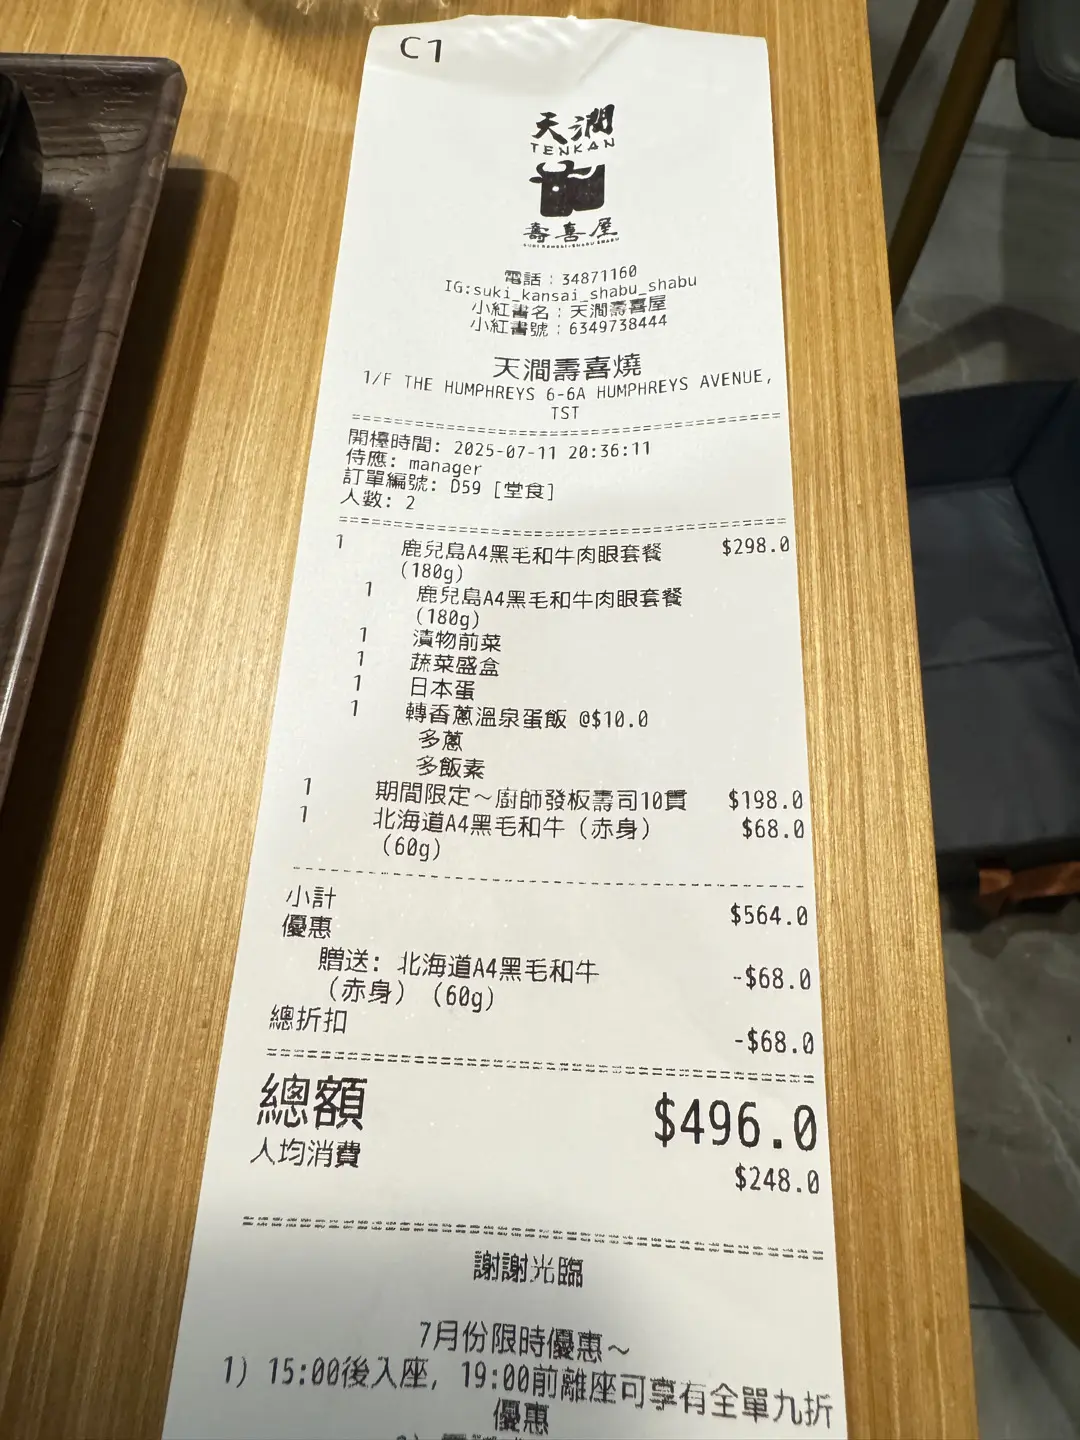 C1
天澗
TENKAN
壽喜屋
SUKI KANSAI·SHABU SHABU
電話：34871160
IG:suki_kansai_shabu_shabu
小紅書名：天澗壽喜屋
小紅書號：6349738444
天澗壽喜燒
1/F THE HUMPHREYS 6-6A HUMPHREYS AVENUE,
TST
開檯時間: 2025-07-11 20:36:11
侍應: manager
訂單編號: D59 [堂食]
人數: 2
1 鹿兒島A4黑毛和牛肉眼套餐 $298.0
(180g)
1 鹿兒島A4黑毛和牛肉眼套餐
(180g)
1 漬物前菜
1 蔬菜盛盒
1 日本蛋
1 轉香蔥溫泉蛋飯 @$10.0
多蔥
多飯素
1 期間限定～廚師發板壽司10貫 $198.0
1 北海道A4黑毛和牛（赤身） $68.0
(60g)
小計 $564.0
優惠
贈送: 北海道A4黑毛和牛 -$68.0
（赤身） (60g)
總折扣 -$68.0
總額 $496.0
人均消費 $248.0
謝謝光臨
7月份限時優惠～
1) 15:00後入座, 19:00前離座可享有全單九折
優惠